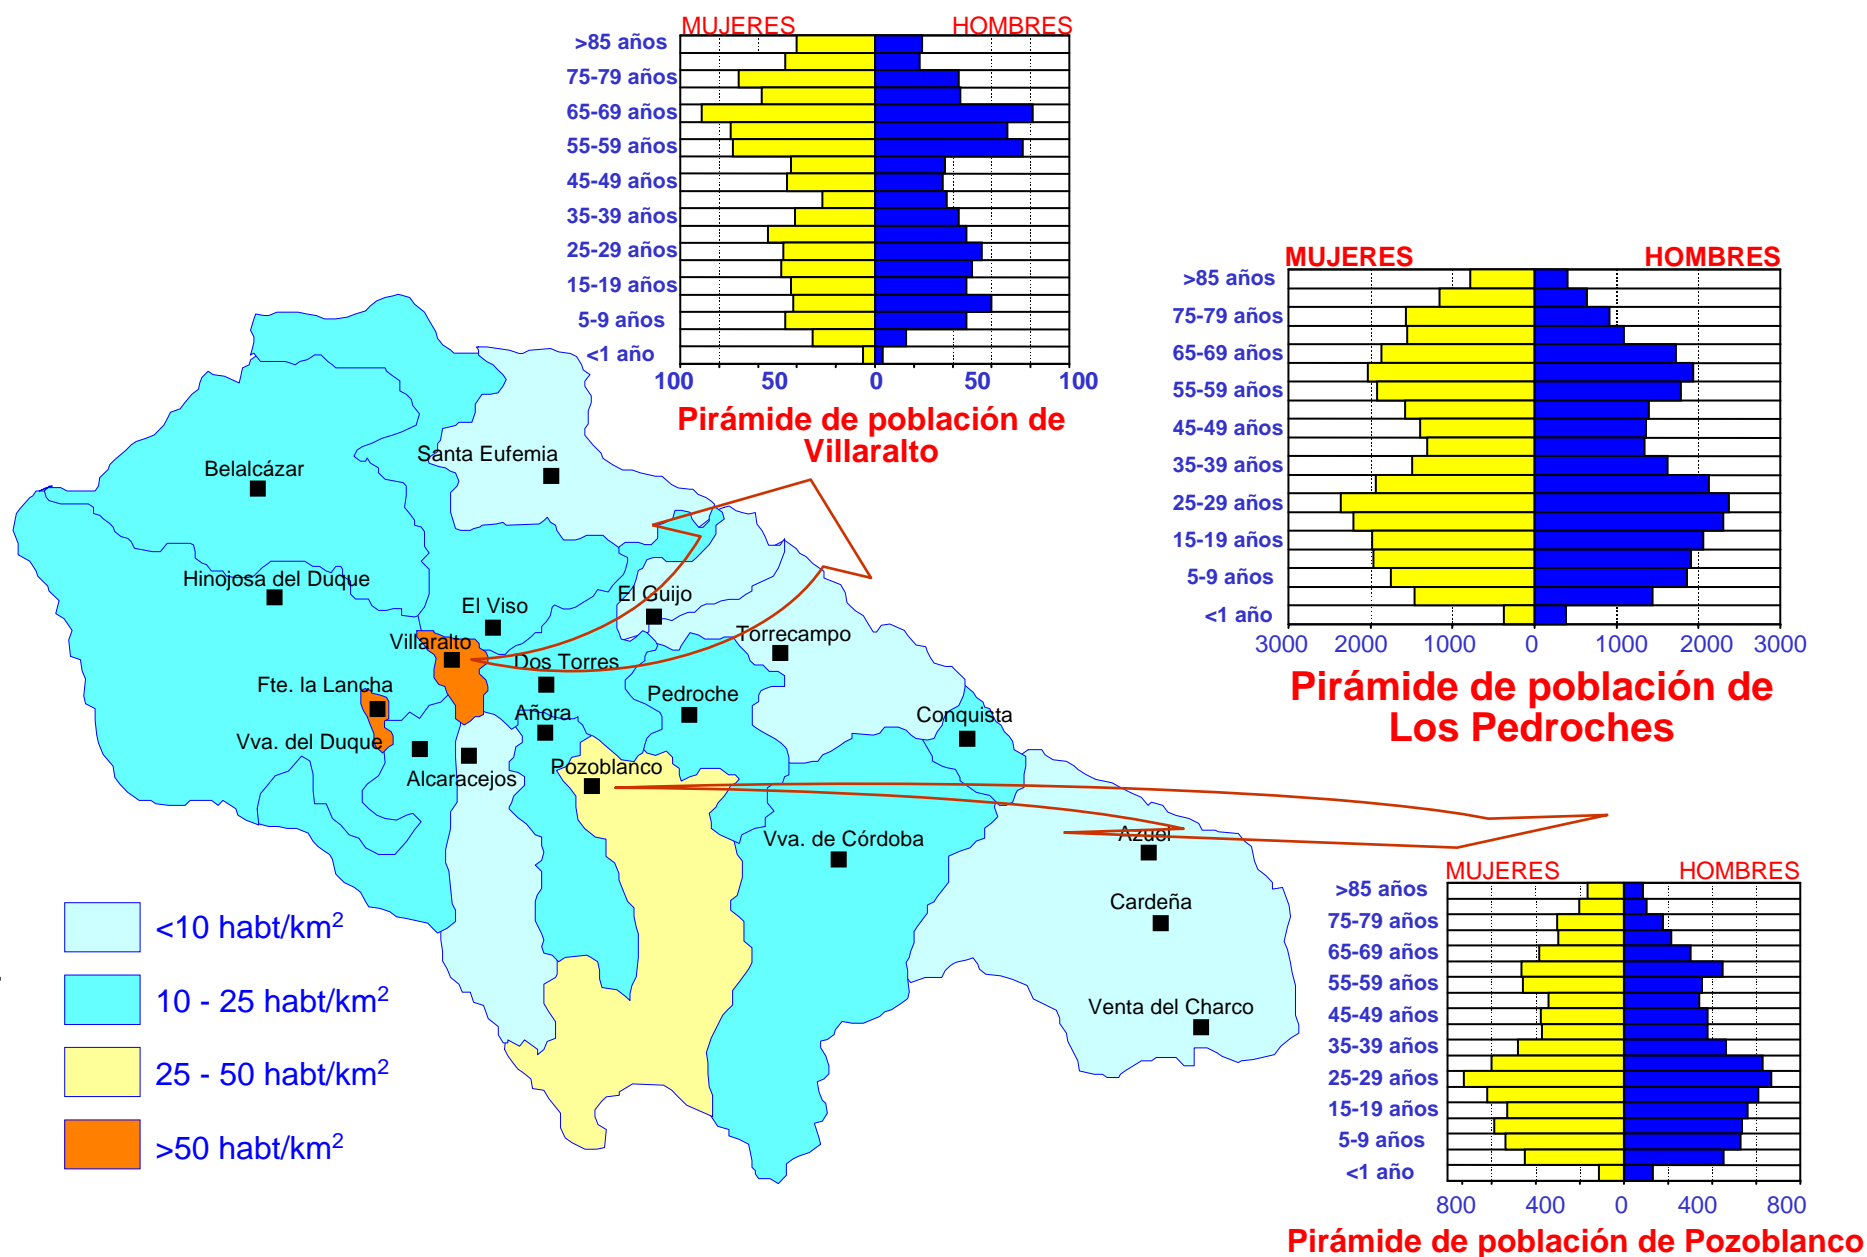 MUJERES HOMBRES
>85 años
75-79 años
65-69 años
55-59 años
45-49 años
35-39 años
25-29 años
15-19 años
5-9 años
<1 año
100 50 0 50 100
Pirámide de población de
Villaralto
MUJERES HOMBRES
>85 años
75-79 años
65-69 años
55-59 años
45-49 años
35-39 años
25-29 años
15-19 años
5-9 años
<1 año
3000 2000 1000 0 1000 2000 3000
Pirámide de población de
Los Pedroches
Santa Eufemia
Belalcázar
Hinojosa del Duque
El Viso
El Guijo
Villaralto
Torrecampo
Dos Torres
Fte. la Lancha
Pedroche
Añora
Conquista
Vva. del Duque
Alcaracejos
Pozoblanco
Vva. de Córdoba
Azuel
Cardeña
Venta del Charco
<10 habt/km²
10 - 25 habt/km²
25 - 50 habt/km²
>50 habt/km²
MUJERES HOMBRES
>85 años
75-79 años
65-69 años
55-59 años
45-49 años
35-39 años
25-29 años
15-19 años
5-9 años
<1 año
800 400 0 400 800
Pirámide de población de Pozoblanco